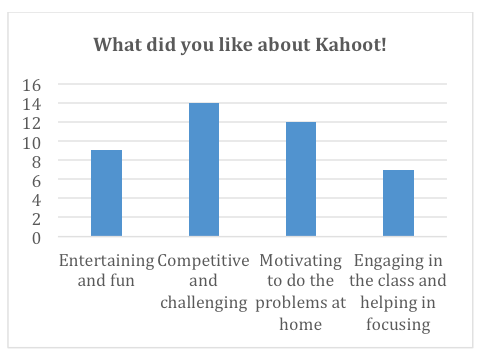 What did you like about Kahoot!
16
14
12
10
8
6
4
2
0
Entertaining
and fun
Competitive
and
challenging
Motivating
to do the
problems at
home
Engaging in
the class and
helping in
focusing